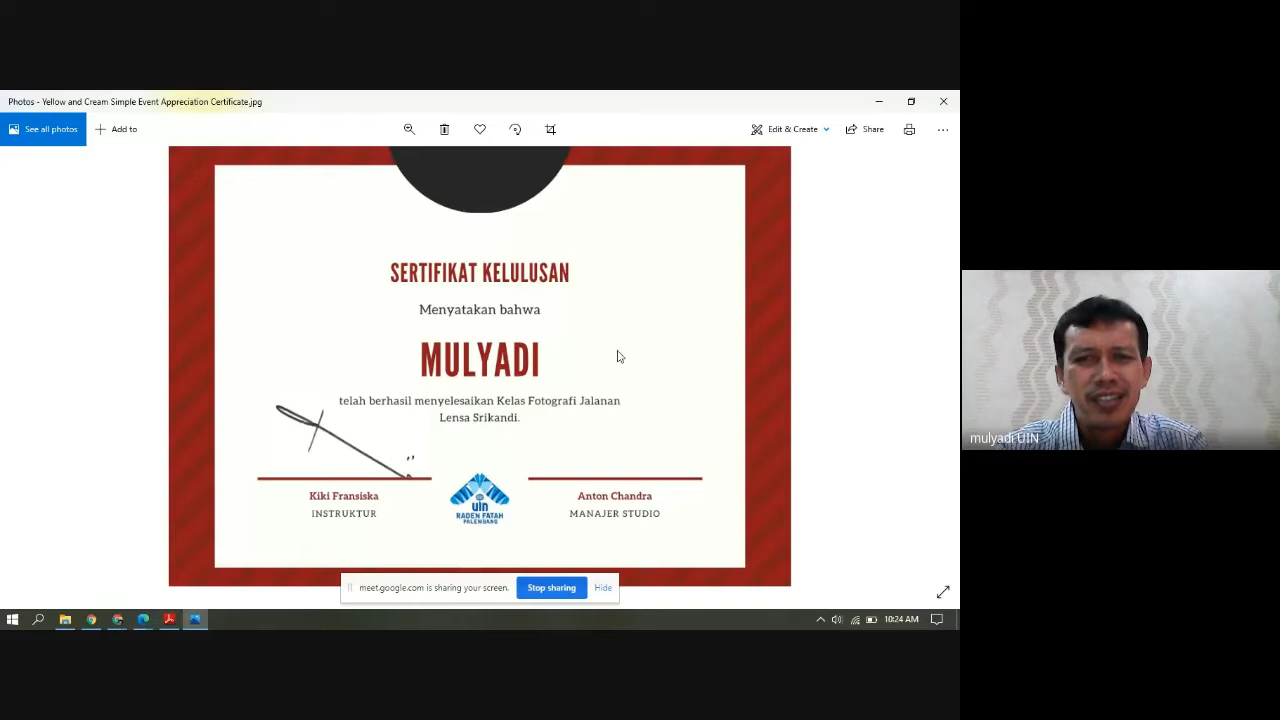 Photos - Yellow and Cream Simple Event Appreciation Certificate.jpg
See all photos
Add to
Edit & Create
Share
SERTIFIKAT KELULUSAN
Menyatakan bahwa
MULYADI
telah berhasil menyelesaikan Kelas Fotografi Jalanan
Lensa Srikandi.
Kiki Fransiska
INSTRUKTUR
uin
RADEN FATAH
PALEMBANG
Anton Chandra
MANAJER STUDIO
meet.google.com is sharing your screen.
Stop sharing
Hide
10:24 AM
mulyadi UIN